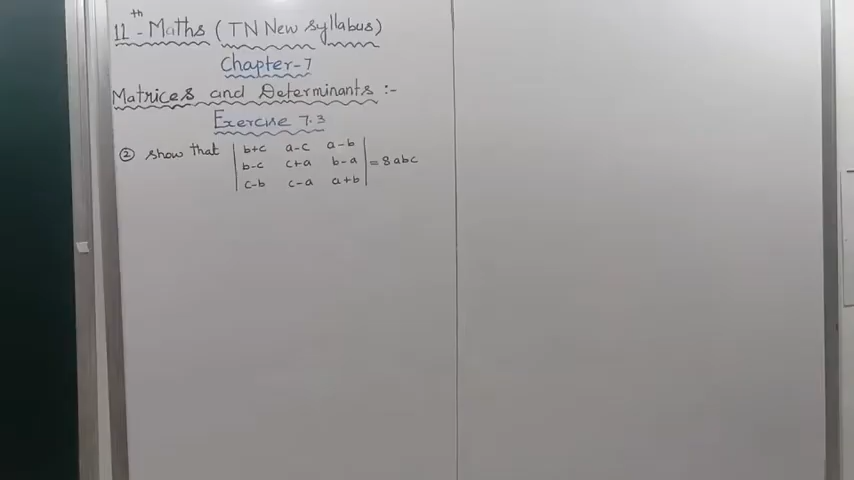 11th - Maths (TN New syllabus)
Chapter-7
Matrices and Determinants :-
Exercise 7.3
② show that | b+c a-c a-b |
| b-c c+a b-a | = 8abc
| c-b c-a a+b |